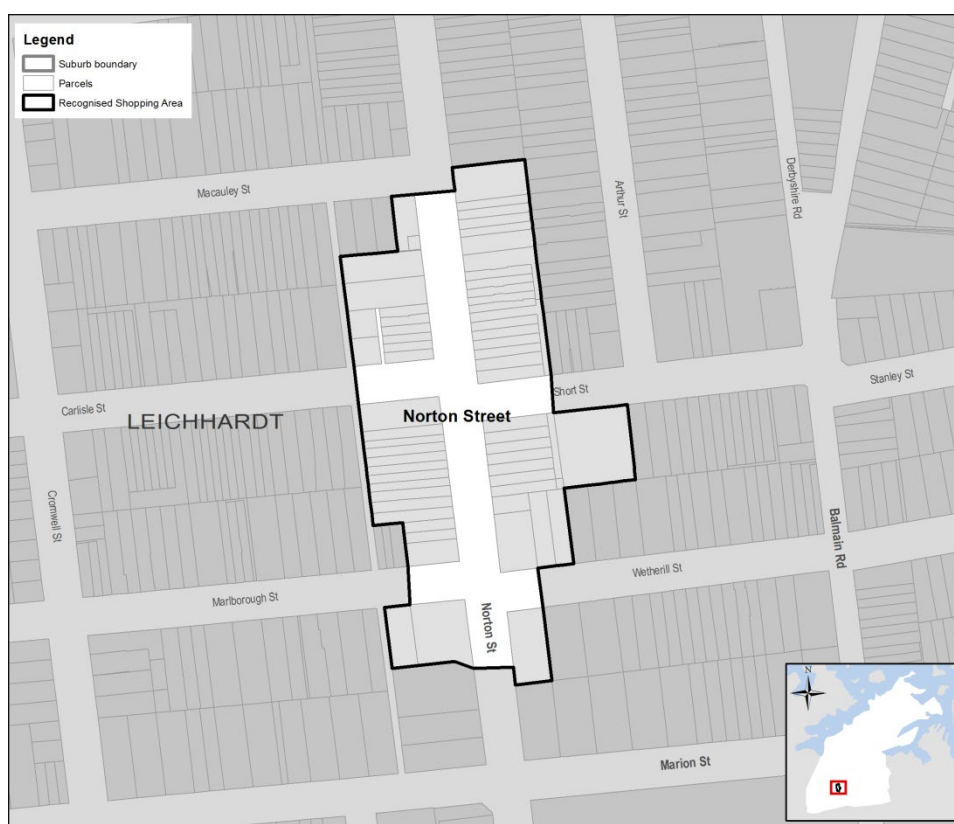 Legend
Suburb boundary
Parcels
Recognised Shopping Area
Macauley St
Arthur St
Derbyshire Rd
Stanley St
Short St
Carlisle St
LEICHHARDT
Norton Street
Cromwell St
Balmain Rd
Wetherill St
Marlborough St
Norton St
Marion St
N